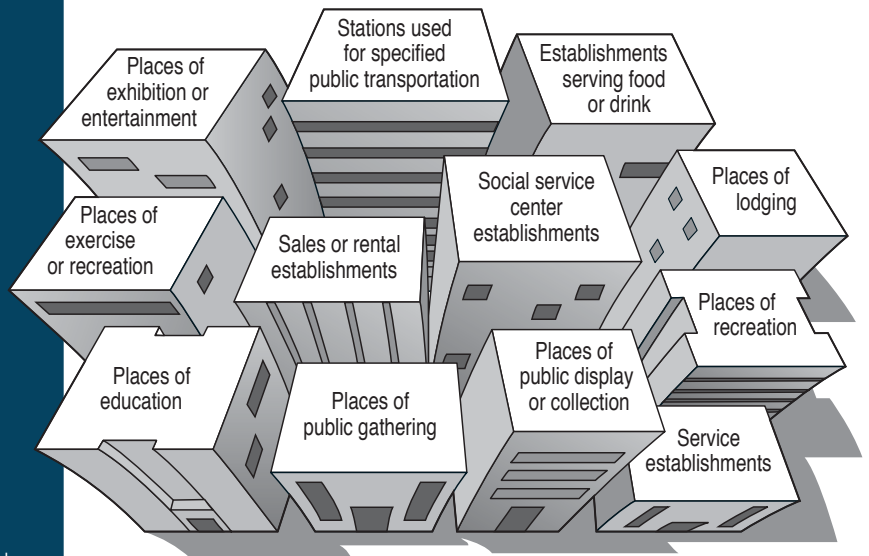 Places of
exhibition or
entertainment
Stations used
for specified
public transportation
Establishments
serving food
or drink
Places of
exercise
or recreation
Sales or rental
establishments
Social service
center
establishments
Places of
lodging
Places of
recreation
Places of
education
Places of
public gathering
Places of
public display
or collection
Service
establishments